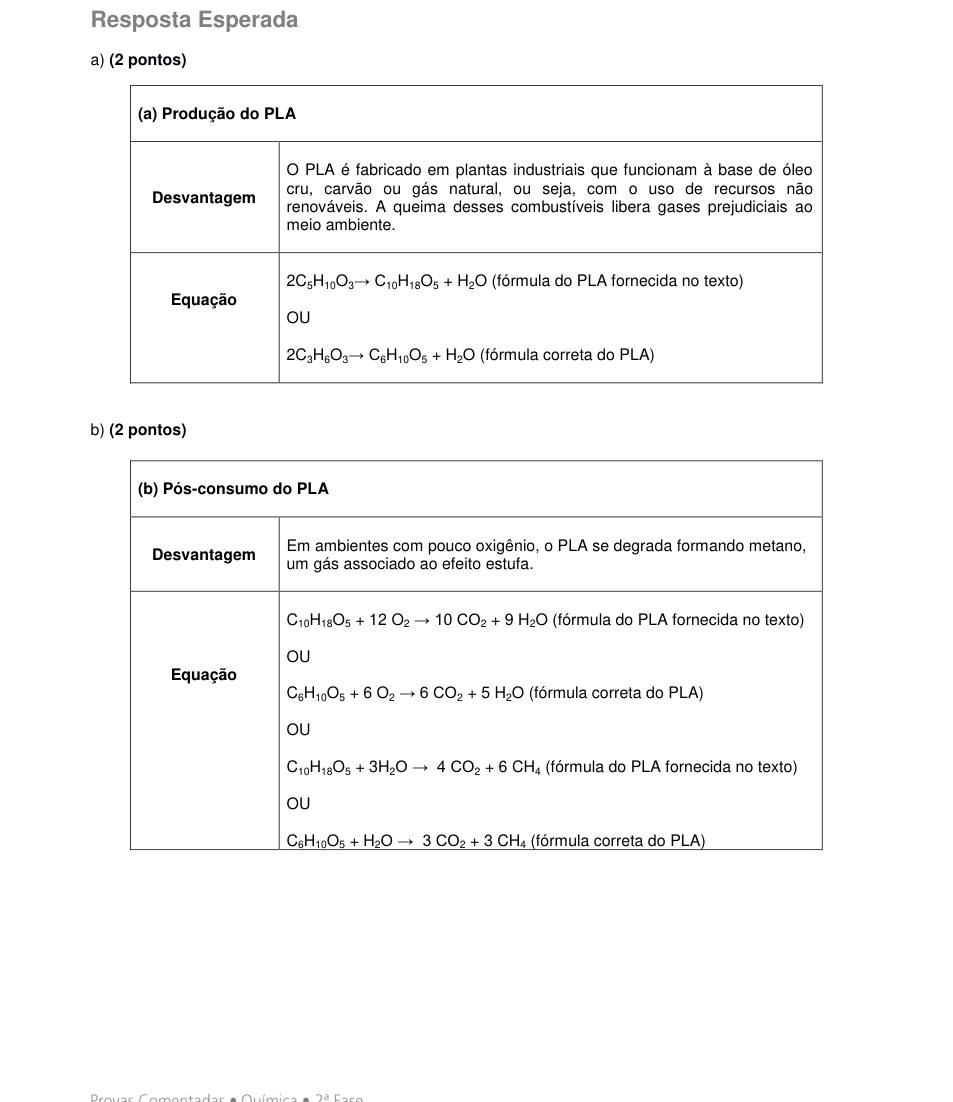 Resposta Esperada
a) (2 pontos)
(a) Produção do PLA
Desvantagem
O PLA é fabricado em plantas industriais que funcionam à base de óleo
cru, carvão ou gás natural, ou seja, com o uso de recursos não
renováveis. A queima desses combustíveis libera gases prejudiciais ao
meio ambiente.
Equação
2C₅H₁₀O₃→ C₁₀H₁₈O₅ + H₂O (fórmula do PLA fornecida no texto)
OU
2C₃H₆O₃→ C₆H₁₀O₅ + H₂O (fórmula correta do PLA)
b) (2 pontos)
(b) Pós-consumo do PLA
Desvantagem
Em ambientes com pouco oxigênio, o PLA se degrada formando metano,
um gás associado ao efeito estufa.
Equação
C₁₀H₁₈O₅ + 12 O₂ → 10 CO₂ + 9 H₂O (fórmula do PLA fornecida no texto)
OU
C₆H₁₀O₅ + 6 O₂ → 6 CO₂ + 5 H₂O (fórmula correta do PLA)
OU
C₁₀H₁₈O₅ + 3H₂O → 4 CO₂ + 6 CH₄ (fórmula do PLA fornecida no texto)
OU
C₆H₁₀O₅ + H₂O → 3 CO₂ + 3 CH₄ (fórmula correta do PLA)
Provas Comentadas • Química • 2ª Fase